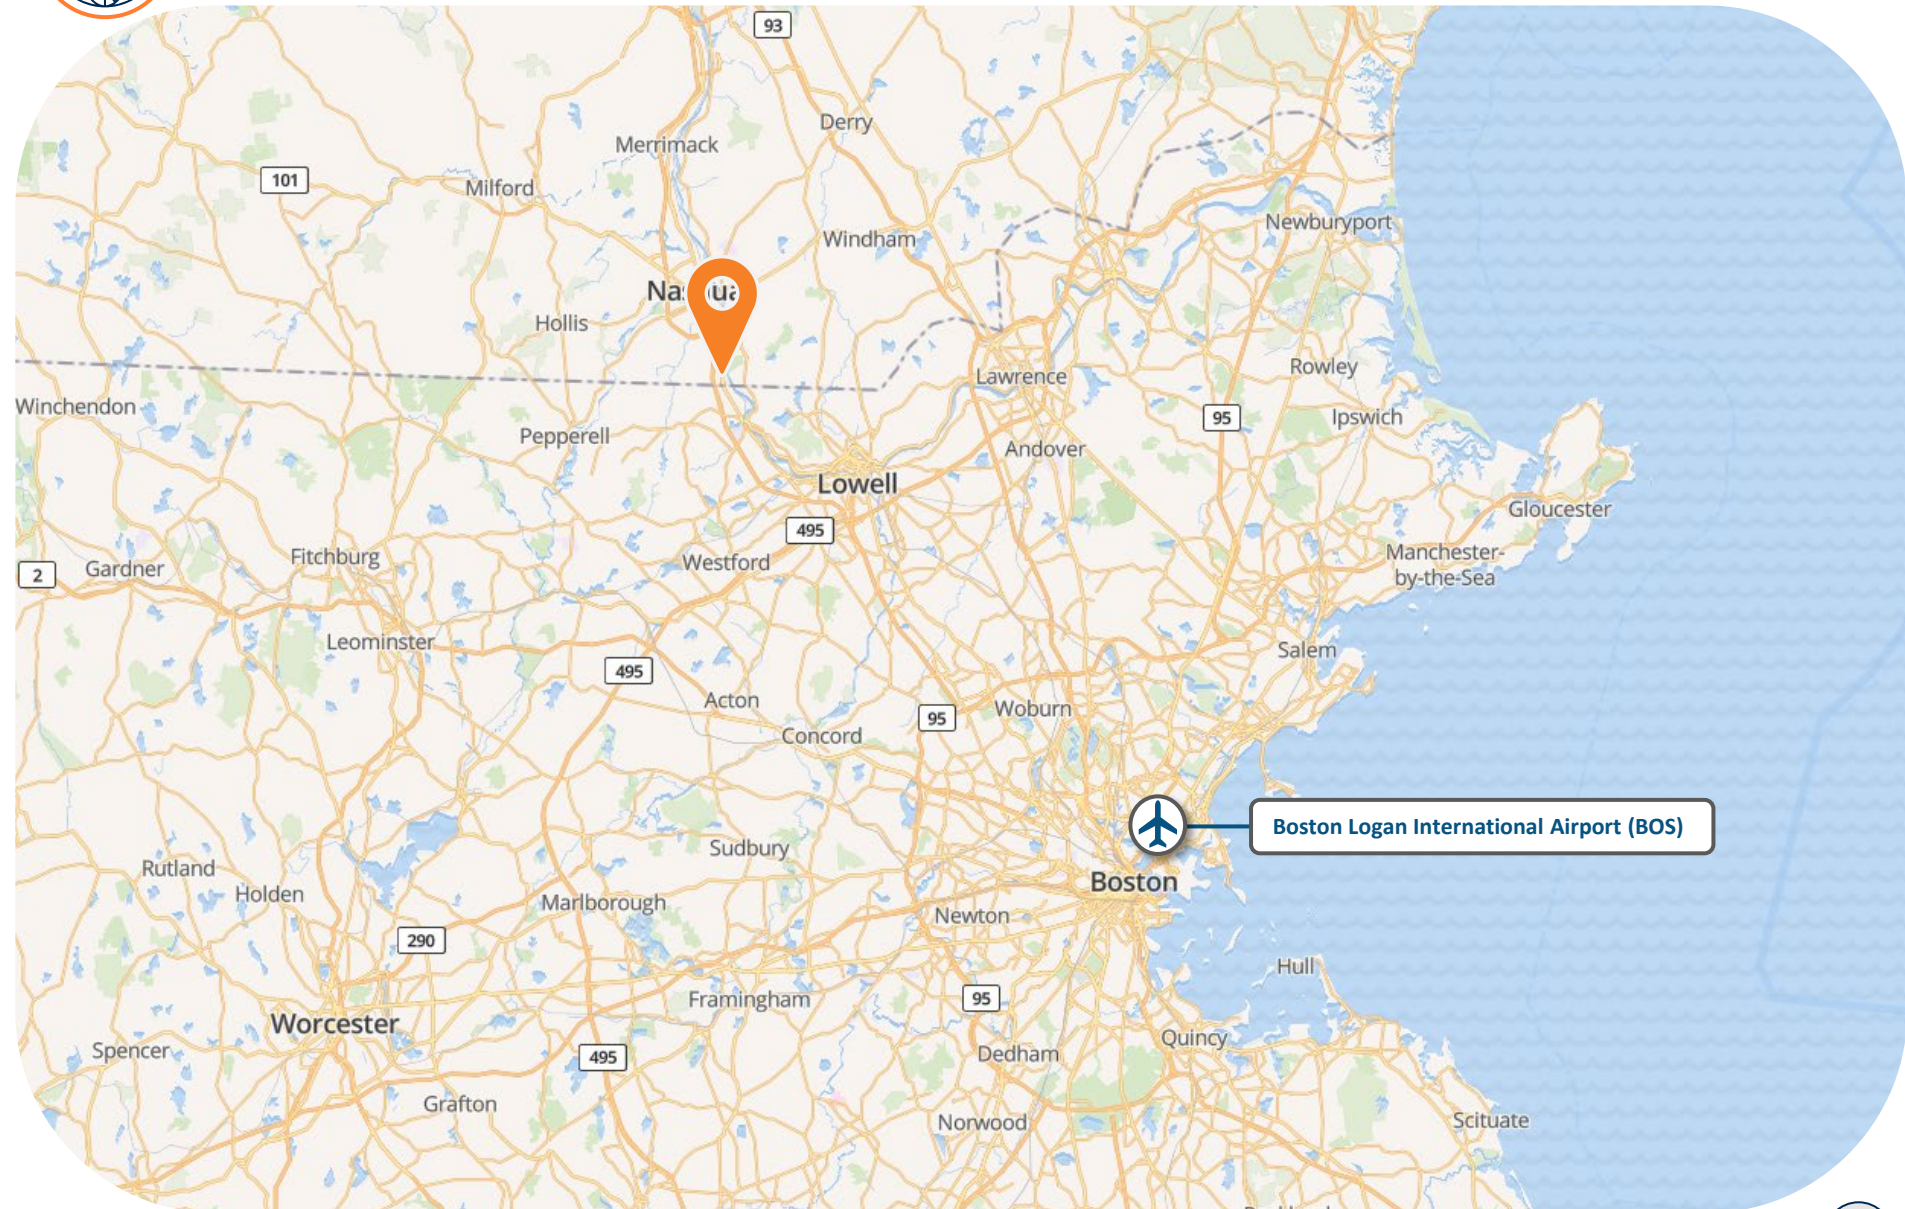 93
Derry
Merrimack
101
Milford
Newburyport
Windham
Hollis
Rowley
Lawrence
Winchendon
Ipswich
95
Pepperell
Andover
Lowell
Gloucester
495
Manchester-
by-the-Sea
Fitchburg
Westford
Gardner
2
Leominster
Salem
495
Acton
Woburn
95
Concord
Boston Logan International Airport (BOS)
Sudbury
Rutland
Boston
Holden
Marlborough
Newton
290
Hull
Framingham
95
Worcester
Quincy
Spencer
495
Dedham
Grafton
Norwood
Scituate